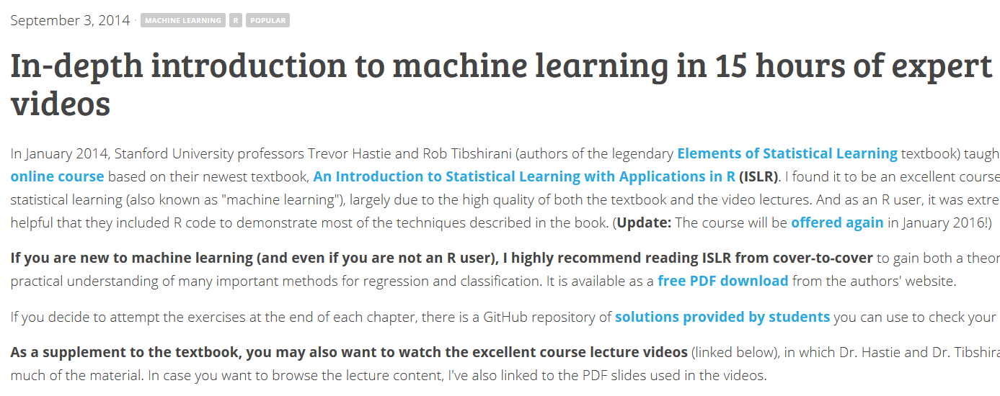 September 3, 2014 · MACHINE LEARNING R POPULAR
In-depth introduction to machine learning in 15 hours of expert
videos
In January 2014, Stanford University professors Trevor Hastie and Rob Tibshirani (authors of the legendary Elements of Statistical Learning textbook) taugh
online course based on their newest textbook, An Introduction to Statistical Learning with Applications in R (ISLR). I found it to be an excellent course
statistical learning (also known as "machine learning"), largely due to the high quality of both the textbook and the video lectures. And as an R user, it was extre
helpful that they included R code to demonstrate most of the techniques described in the book. (Update: The course will be offered again in January 2016!)
If you are new to machine learning (and even if you are not an R user), I highly recommend reading ISLR from cover-to-cover to gain both a theor
practical understanding of many important methods for regression and classification. It is available as a free PDF download from the authors' website.
If you decide to attempt the exercises at the end of each chapter, there is a GitHub repository of solutions provided by students you can use to check your
As a supplement to the textbook, you may also want to watch the excellent course lecture videos (linked below), in which Dr. Hastie and Dr. Tibshira
much of the material. In case you want to browse the lecture content, I've also linked to the PDF slides used in the videos.